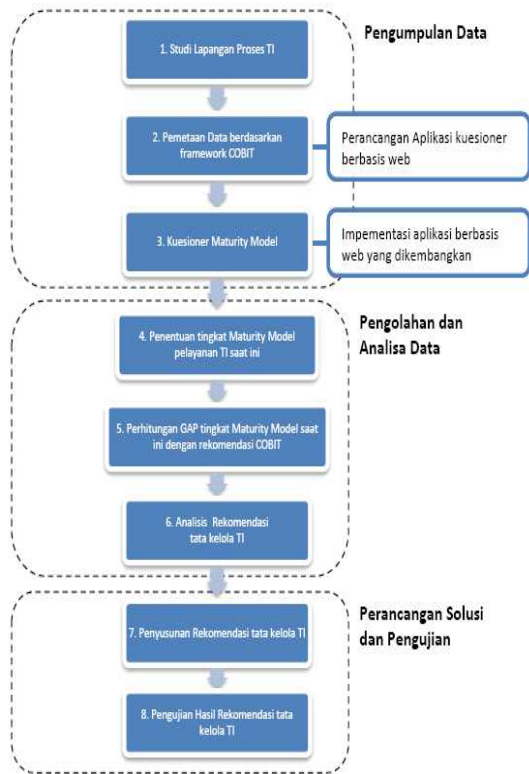 Pengumpulan Data
1. Studi Lapangan Proses TI
2. Pemetaan Data berdasarkan
framework COBIT
Perancangan Aplikasi kuesioner
berbasis web
3. Kuesioner Maturity Model
Impementasi aplikasi berbasis
web yang dikembangkan
Pengolahan dan
Analisa Data
4. Penentuan tingkat Maturity Model
pelayanan TI saat ini
5. Perhitungan GAP tingkat Maturity Model saat
ini dengan rekomendasi COBIT
6. Analisis Rekomendasi
tata kelola TI
Perancangan Solusi
dan Pengujian
7. Penyusunan Rekomendasi tata kelola TI
8. Pengujian Hasil Rekomendasi tata
kelola TI